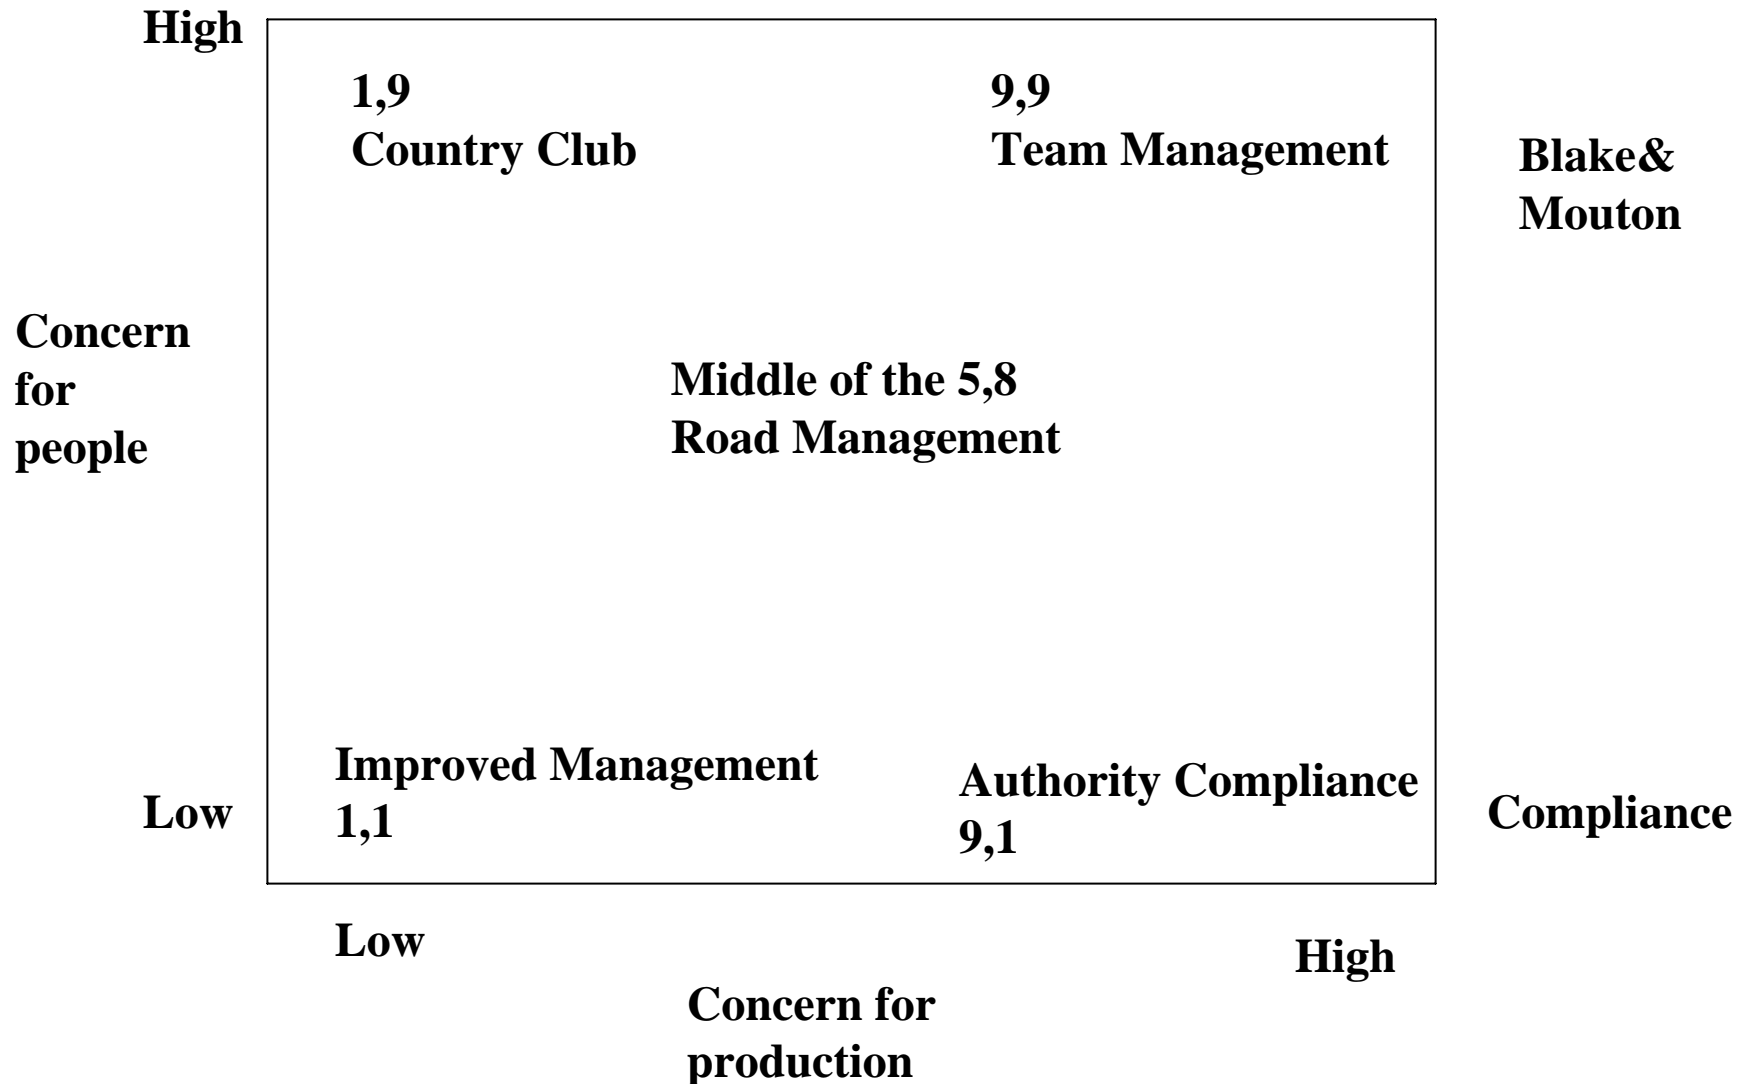 High
1,9
Country Club
9,9
Team Management
Blake&
Mouton
Concern
for
people
Middle of the 5,8
Road Management
Improved Management
1,1
Authority Compliance
9,1
Low
Compliance
Low
High
Concern for
production